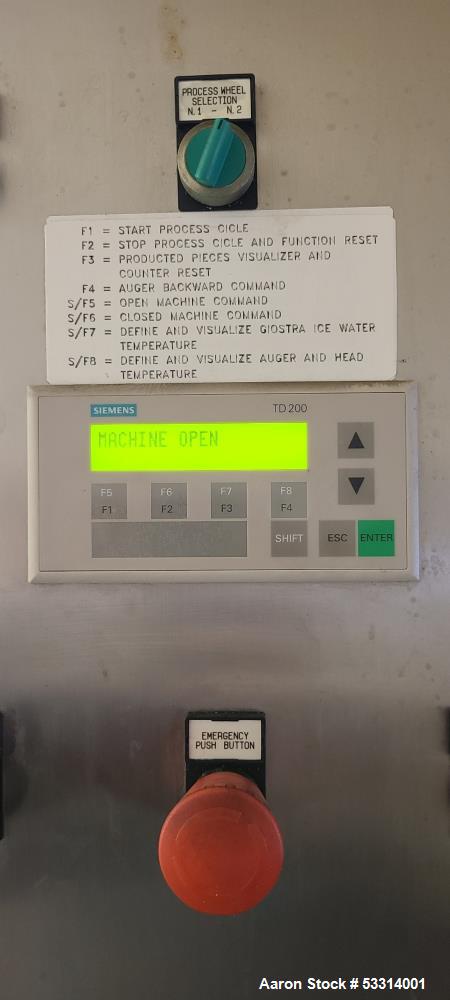 PROCESS WHEEL
SELECTION
N.1 - N.2
F1 = START PROCESS CICLE
F2 = STOP PROCESS CICLE AND FUNCTION RESET
F3 = PRODUCTED PIECES VISUALIZER AND
COUNTER RESET
F4 = AUGER BACKWARD COMMAND
S/F5 = OPEN MACHINE COMMAND
S/F6 = CLOSED MACHINE COMMAND
S/F7 = DEFINE AND VISUALIZE GIOSTRA ICE WATER
TEMPERATURE
S/F8 = DEFINE AND VISUALIZE AUGER AND HEAD
TEMPERATURE
SIEMENS TD 200
MACHINE OPEN
F5 F6 F7 F8
F1 F2 F3 F4
SHIFT ESC ENTER
EMERGENCY
PUSH BUTTON
Aaron Stock # 53314001